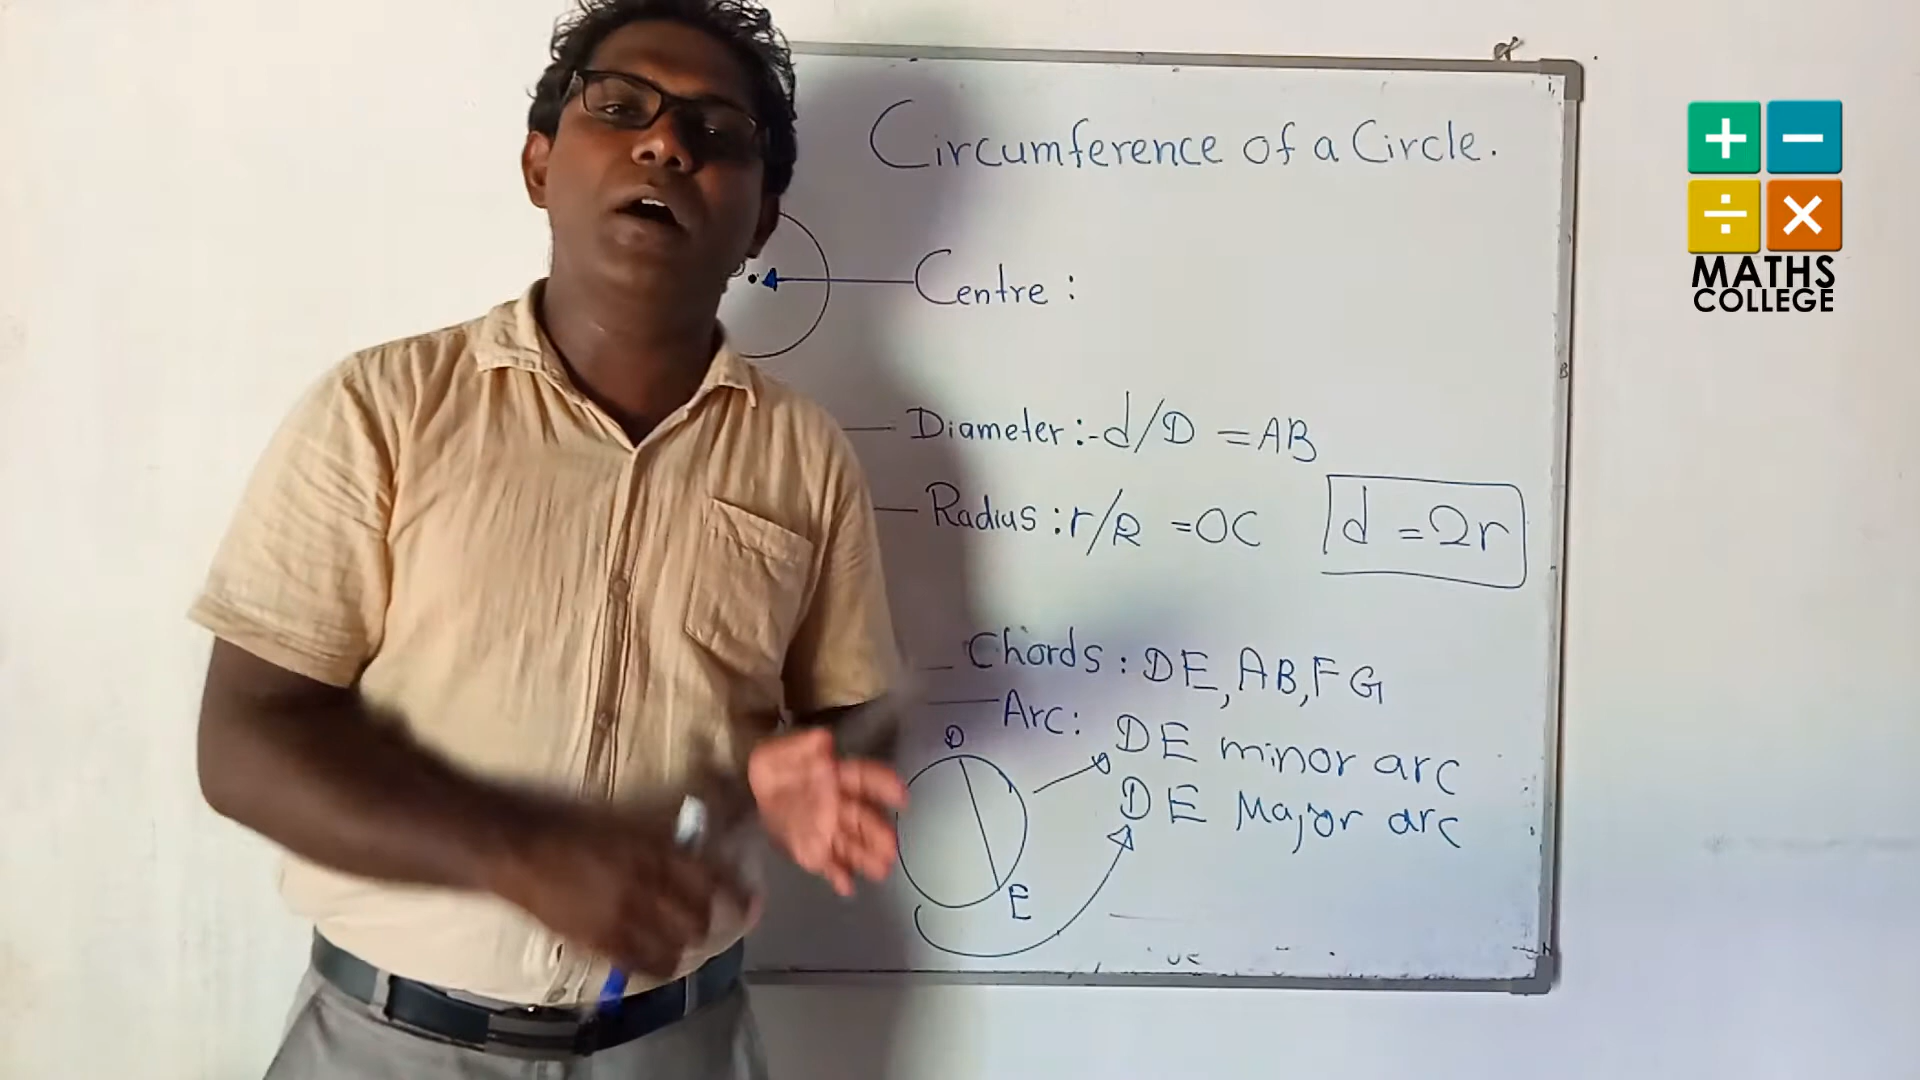 Circumference of a Circle.
Centre :
Diameter :- d/D = AB
Radius : r/R = OC
d = 2r
Chords : DE, AB, FG
Arc :
DE minor arc
DE Major arc
D
E
+ −
÷ ×
MATHS
COLLEGE